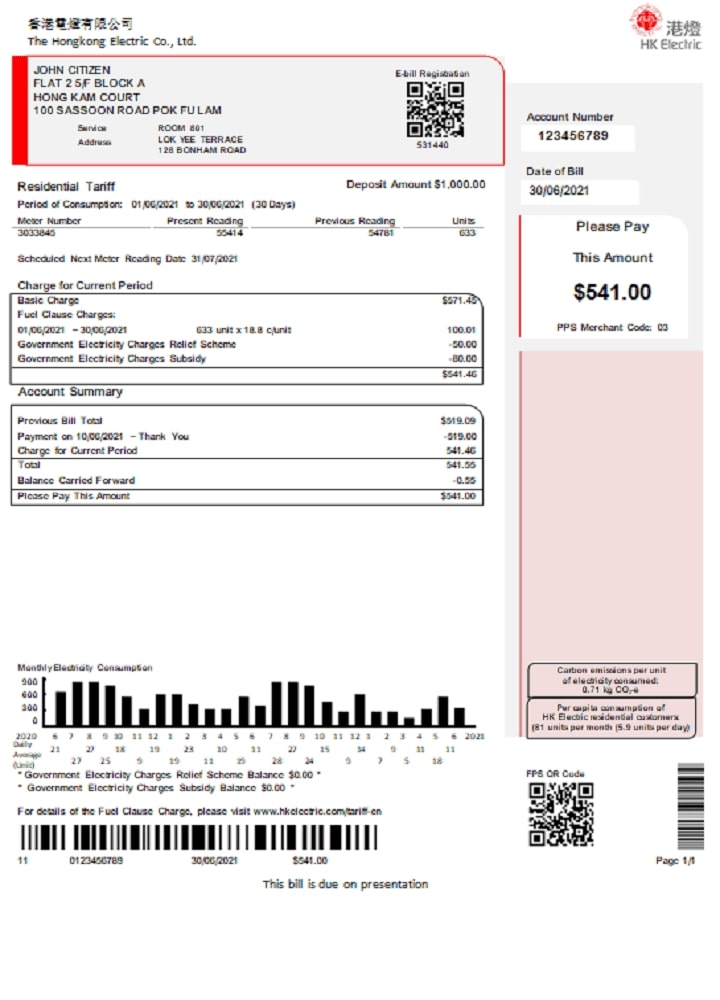 香港電燈有限公司
The Hongkong Electric Co., Ltd.
港燈
HK Electric
JOHN CITIZEN
FLAT 2 5/F BLOCK A
HONG KAM COURT
100 SASSOON ROAD POK FU LAM
Service Address
ROOM 801
LOK YEE TERRACE
128 BONHAM ROAD
E-bill Registration
531440
Account Number
123456789
Date of Bill
30/06/2021
Please Pay
This Amount
$541.00
PPS Merchant Code: 03
Residential Tariff Deposit Amount $1,000.00
Period of Consumption: 01/06/2021 to 30/06/2021 (30 Days)
Meter Number Present Reading Previous Reading Units
3033845 55414 54781 633
Scheduled Next Meter Reading Date 31/07/2021
Charge for Current Period
Basic Charge $571.45
Fuel Clause Charges:
01/06/2021 – 30/06/2021 633 unit x 18.8 c/unit 100.01
Government Electricity Charges Relief Scheme -50.00
Government Electricity Charges Subsidy -80.00
$541.46
Account Summary
Previous Bill Total $519.09
Payment on 10/06/2021 – Thank You -519.00
Charge for Current Period 541.46
Total 541.55
Balance Carried Forward -0.55
Please Pay This Amount $541.00
Monthly Electricity Consumption
900
600
300
0
2020 6 7 8 9 10 11 12 1 2 3 4 5 6 7 8 9 10 11 12 1 2 3 4 5 6 2021
Daily Average (Unit)
21 27 18 19 23 10 19 27 15 14 9 11 11
27 25 19 19 11 11 28 24 9 7 5 18
* Government Electricity Charges Relief Scheme Balance $0.00 *
* Government Electricity Charges Subsidy Balance $0.00 *
For details of the Fuel Clause Charge, please visit www.hkelectric.com/tariff-en
11 0123456789 30/06/2021 $541.00
Carbon emissions per unit
of electricity consumed:
0.71 kg CO₂-e
Per capita consumption of
HK Electric residential customers:
(81 units per month (5.9 units per day)
FPS QR Code
Page 1/1
This bill is due on presentation